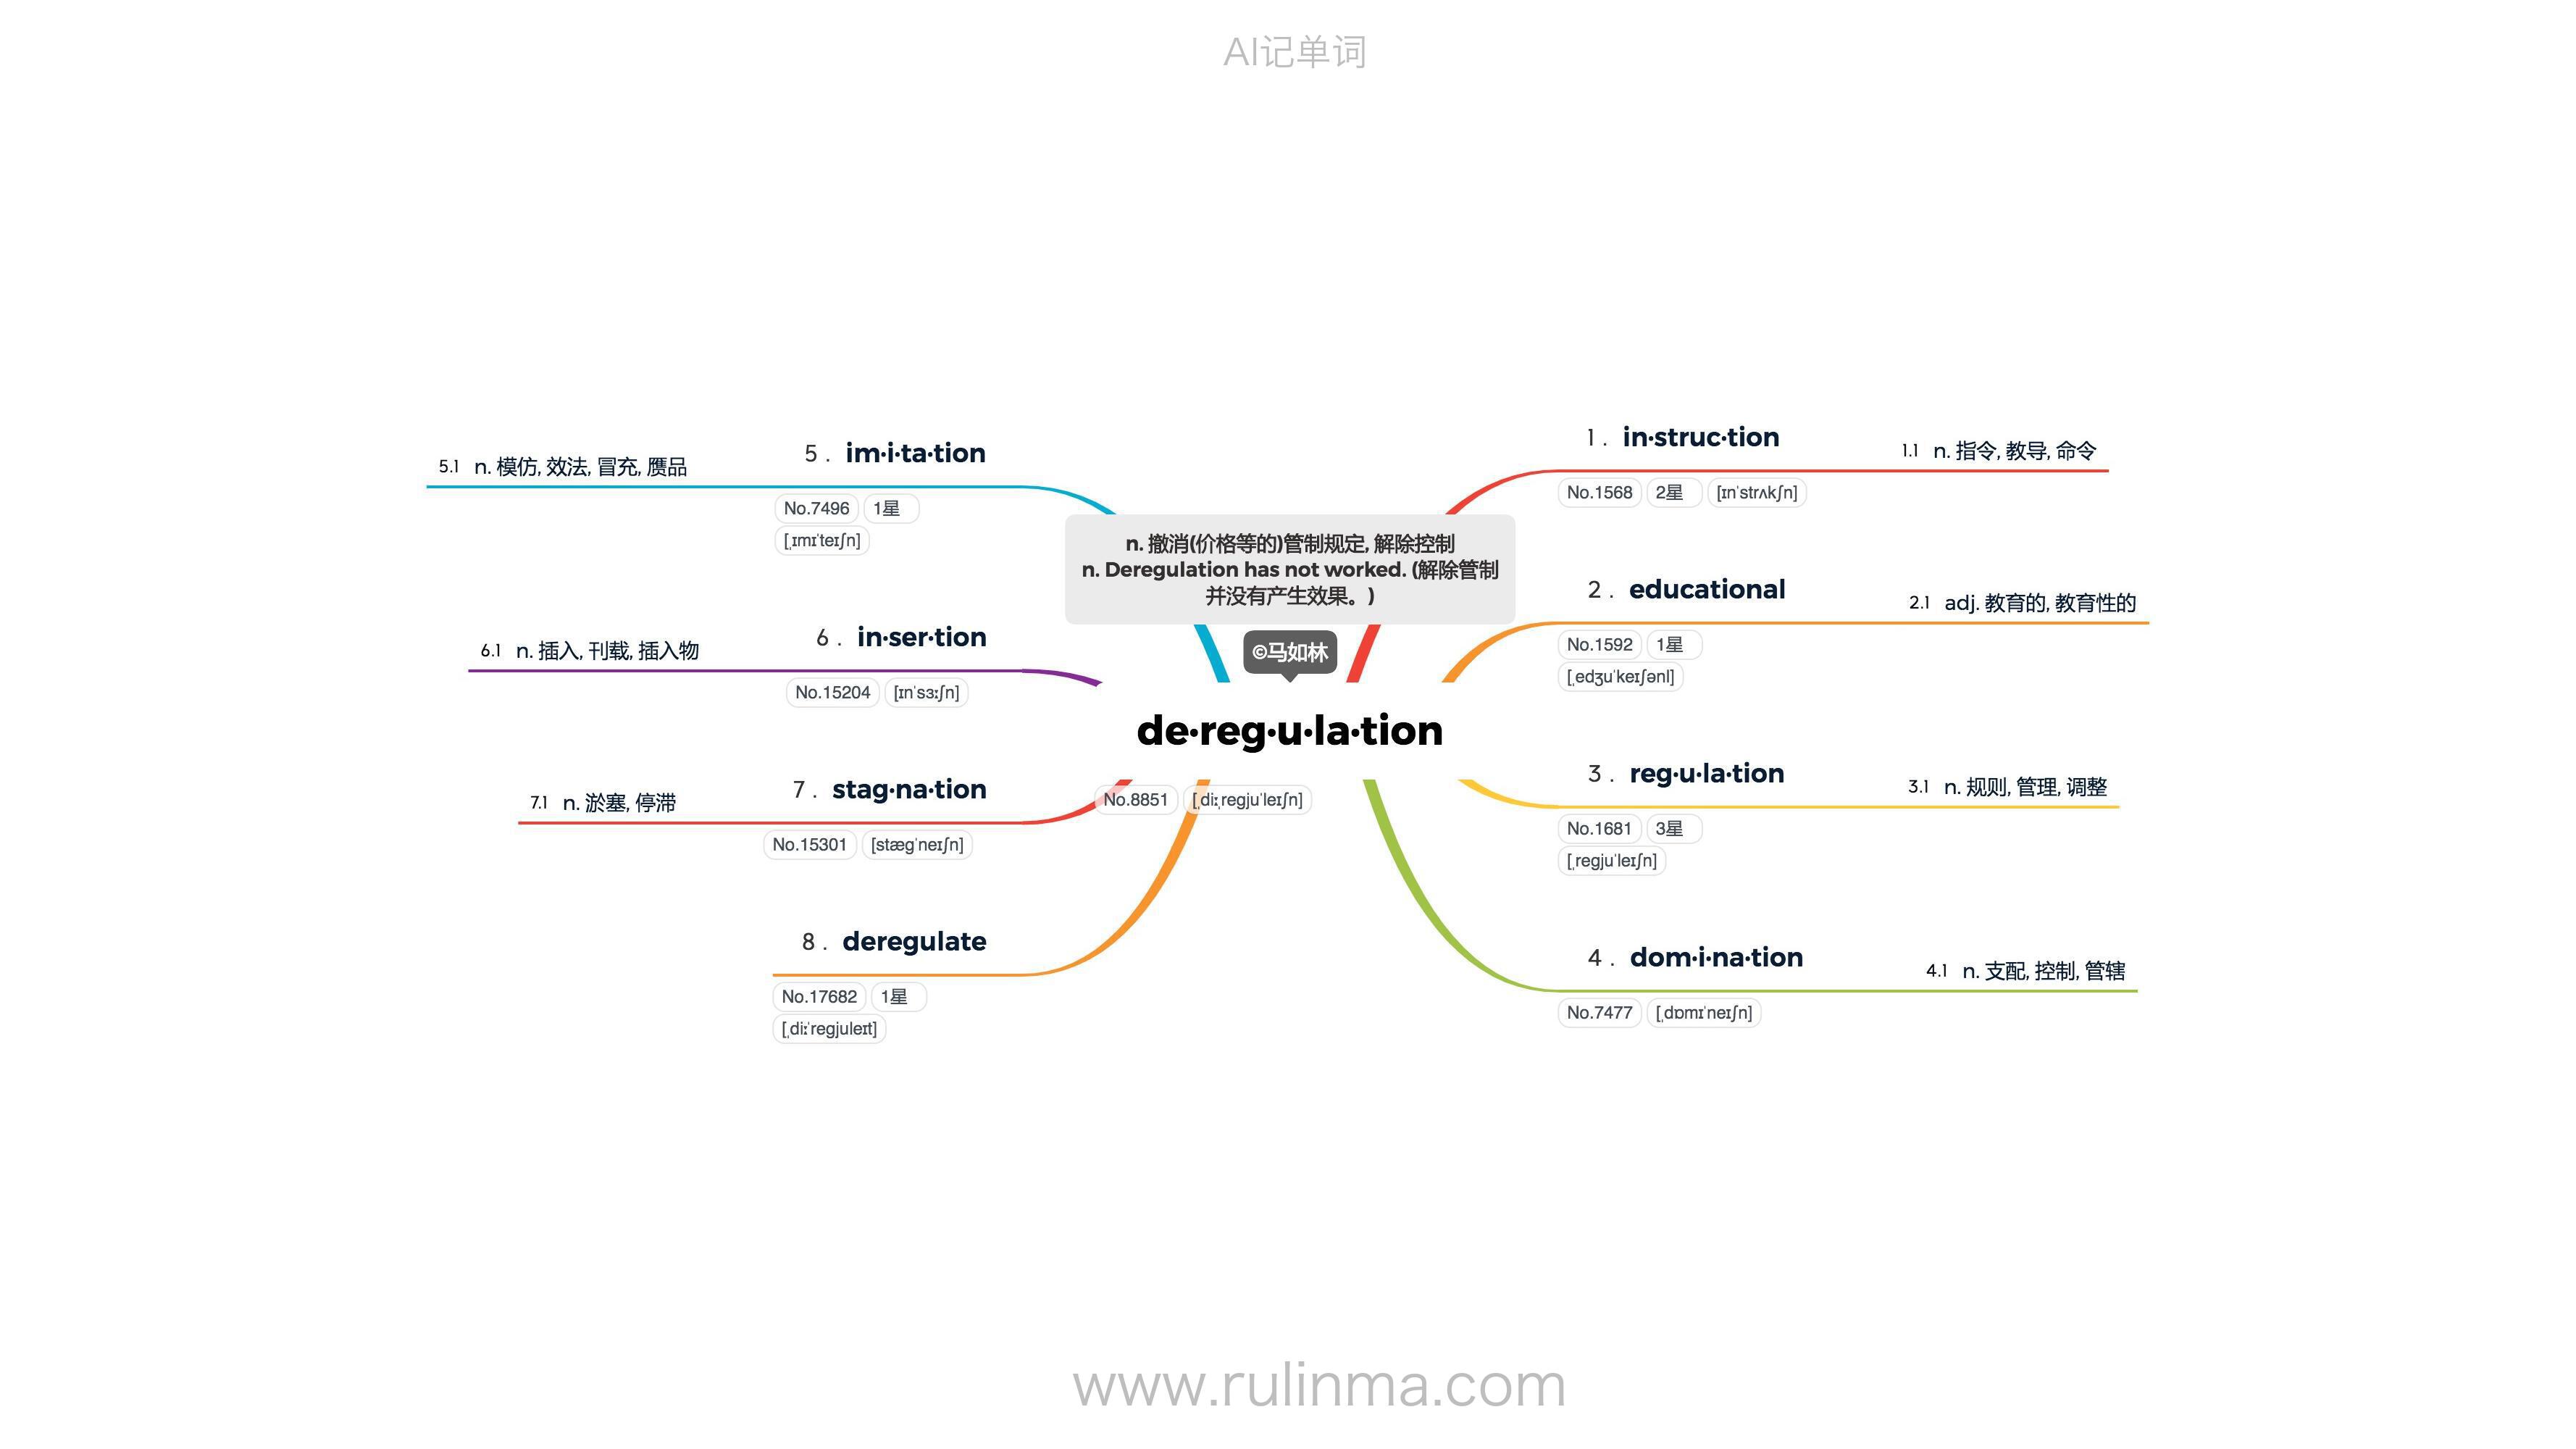 AI记单词
n. 撤消(价格等的)管制规定, 解除控制
n. Deregulation has not worked. (解除管制
并没有产生效果。)
©马如林
de·reg·u·la·tion
No.8851 [ˌdiːˌreɡjuˈleɪʃn]
1 . in·struc·tion
1.1 n. 指令, 教导, 命令
No.1568 2星 [ɪnˈstrʌkʃn]
2 . educational
2.1 adj. 教育的, 教育性的
No.1592 1星
[ˌedʒuˈkeɪʃənl]
3 . reg·u·la·tion
3.1 n. 规则, 管理, 调整
No.1681 3星
[ˌreɡjuˈleɪʃn]
4 . dom·i·na·tion
4.1 n. 支配, 控制, 管辖
No.7477 [ˌdɒmɪˈneɪʃn]
5 . im·i·ta·tion
5.1 n. 模仿, 效法, 冒充, 赝品
No.7496 1星
[ˌɪmɪˈteɪʃn]
6 . in·ser·tion
6.1 n. 插入, 刊载, 插入物
No.15204 [ɪnˈsɜːʃn]
7 . stag·na·tion
7.1 n. 淤塞, 停滞
No.15301 [stæɡˈneɪʃn]
8 . deregulate
No.17682 1星
[ˌdiːˈreɡjuleɪt]
www.rulinma.com